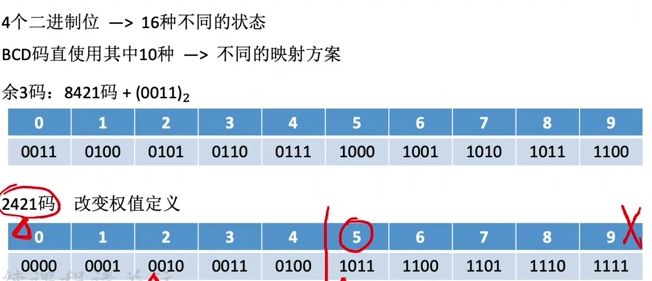 4个二进制位 —> 16种不同的状态
BCD码直使用其中10种 —> 不同的映射方案
余3码：8421码 + (0011)₂
0 1 2 3 4 5 6 7 8 9
0011 0100 0101 0110 0111 1000 1001 1010 1011 1100
2421码 改变权值定义
0 1 2 3 4 5 6 7 8 9
0000 0001 0010 0011 0100 1011 1100 1101 1110 1111